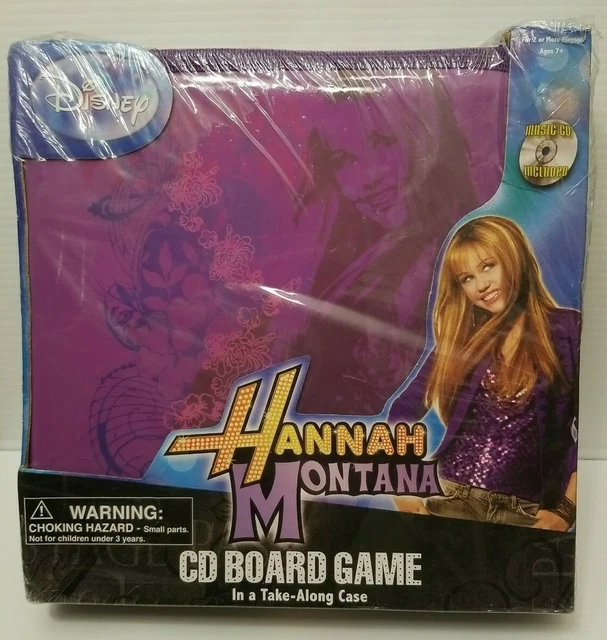 Disney
For 2 or More Players
Ages 7+
MUSIC CD
INCLUDED
HANNAH
MONTANA
WARNING:
CHOKING HAZARD - Small parts.
Not for children under 3 years.
CD BOARD GAME
In a Take-Along Case